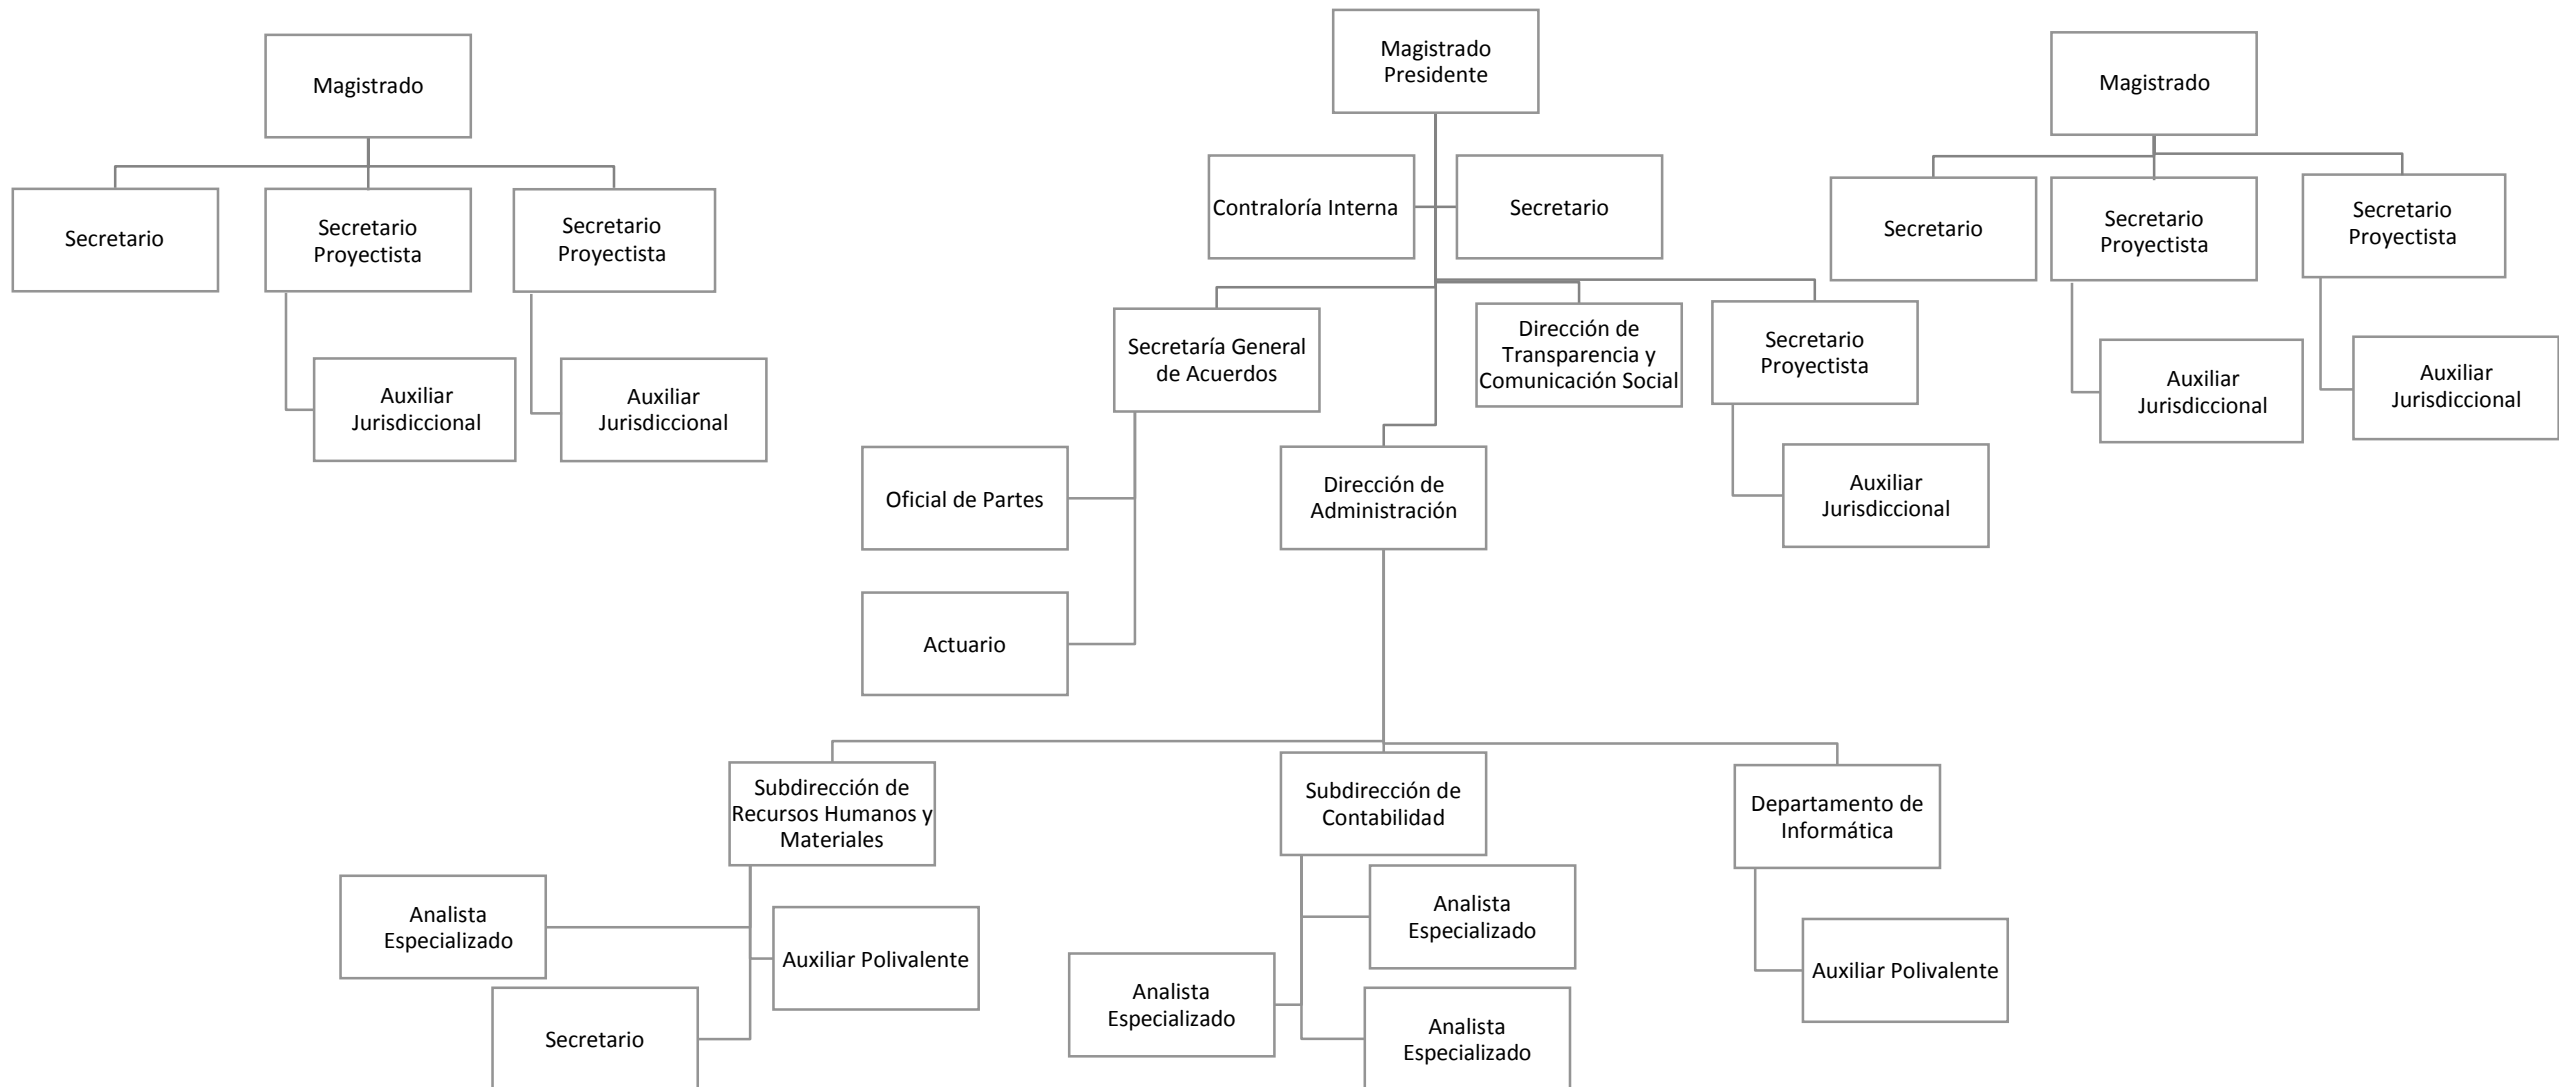 Magistrado
Presidente
Magistrado
Magistrado
Contraloría Interna
Secretario
Secretario
Secretario
Proyectista
Secretario
Proyectista
Secretario
Secretario
Proyectista
Secretario
Proyectista
Secretaría General
de Acuerdos
Dirección de
Transparencia y
Comunicación Social
Secretario
Proyectista
Auxiliar
Jurisdiccional
Auxiliar
Jurisdiccional
Auxiliar
Jurisdiccional
Auxiliar
Jurisdiccional
Oficial de Partes
Dirección de
Administración
Auxiliar
Jurisdiccional
Actuario
Subdirección de
Recursos Humanos y
Materiales
Subdirección de
Contabilidad
Departamento de
Informática
Analista
Especializado
Auxiliar Polivalente
Analista
Especializado
Auxiliar Polivalente
Analista
Especializado
Secretario
Analista
Especializado